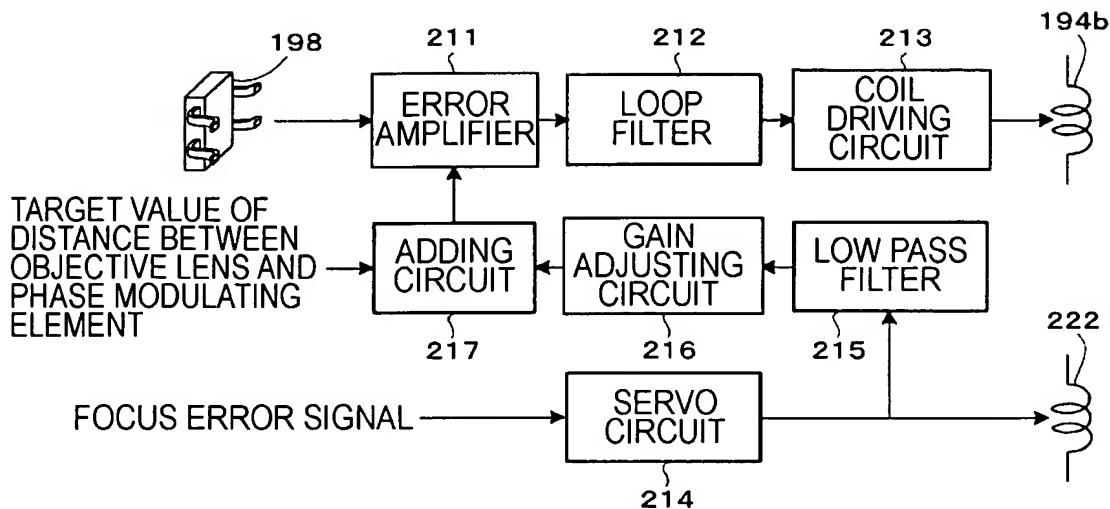 198
211
212
213
194b
ERROR
AMPLIFIER
LOOP
FILTER
COIL
DRIVING
CIRCUIT
TARGET VALUE OF
DISTANCE BETWEEN
OBJECTIVE LENS AND
PHASE MODULATING
ELEMENT
ADDING
CIRCUIT
GAIN
ADJUSTING
CIRCUIT
LOW PASS
FILTER
217
216
215
222
FOCUS ERROR SIGNAL
SERVO
CIRCUIT
214